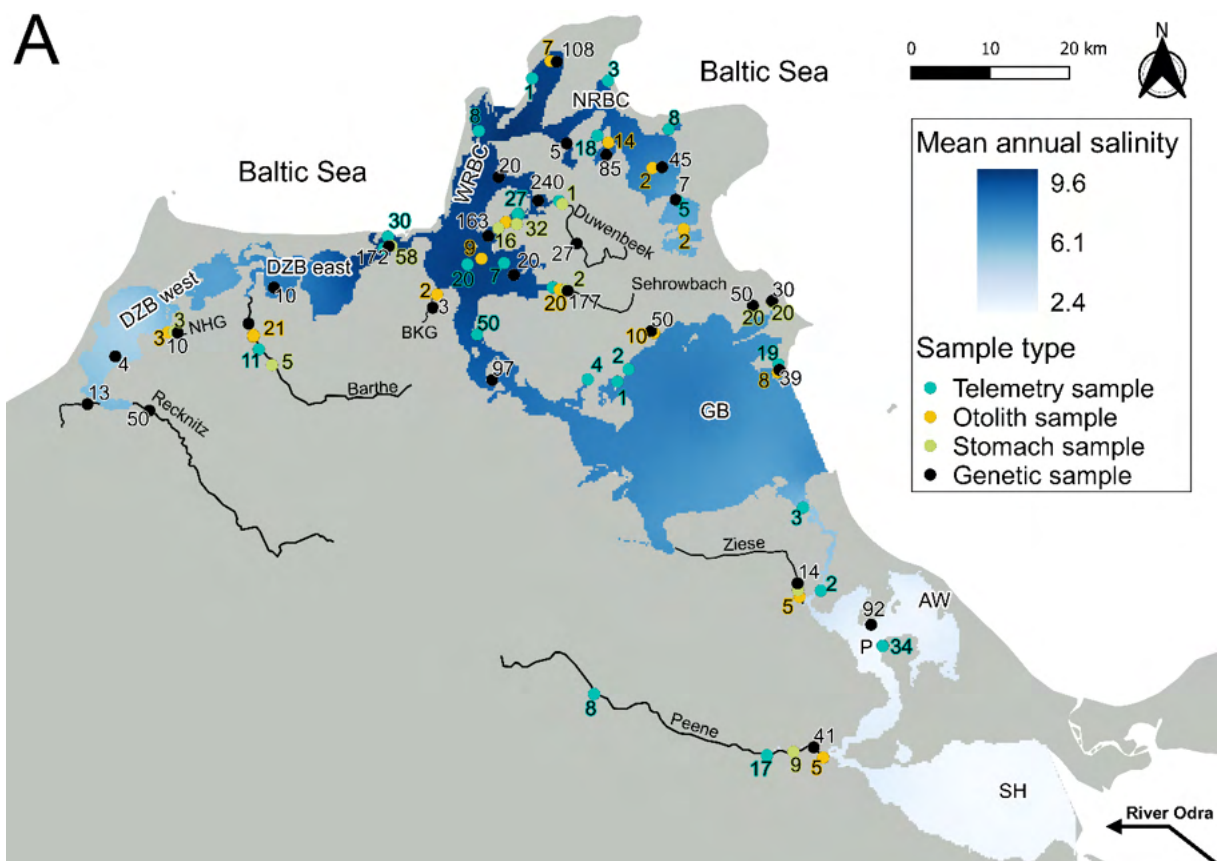 A
7
108
0
10
20 km
N
Baltic Sea
3
1
NRBC
8
8
18
14
Mean annual salinity
5
85
45
2
WRBC
20
9.6
Baltic Sea
27
240
1
7
5
163
16
32
Duwenbeek
6.1
30
2
172
58
9
27
DZB east
20
7
20
2.4
DZB west
10
2
3
2
20
177
Sehrowbach
50
30
20
20
BKG
3
3
NHG
10
21
50
50
10
Sample type
4
11
5
4
2
19
Telemetry sample
97
1
8
39
13
Barthe
Otolith sample
50
Recknitz
GB
Stomach sample
Genetic sample
3
Ziese
14
2
5
AW
92
P
34
8
Peene
41
17
9
5
SH
River Odra